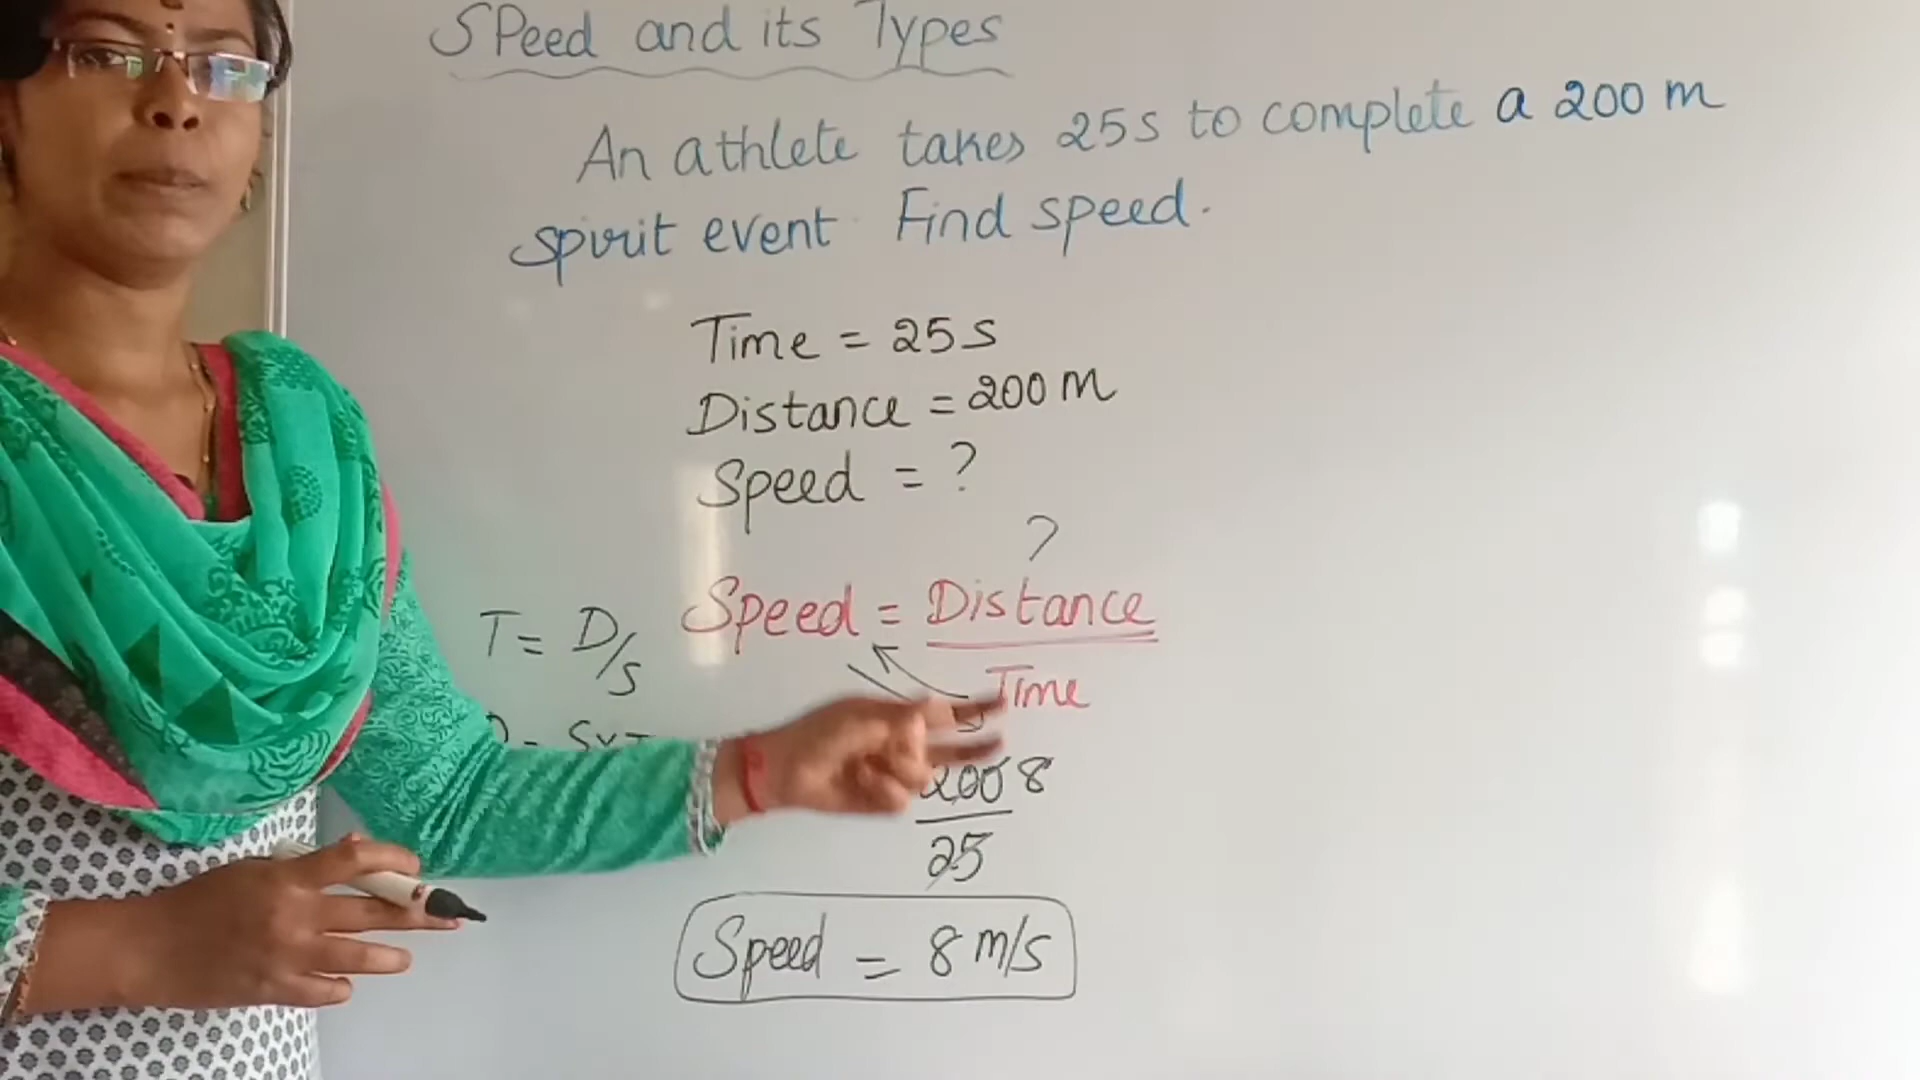 SPeed and its Types
An athlete takes 25s to complete a 200 m
spirit event. Find speed.
Time = 25 s
Distance = 200 m
Speed = ?
?
T = D/s Speed = Distance
Time
200 8
25
Speed = 8 m/s